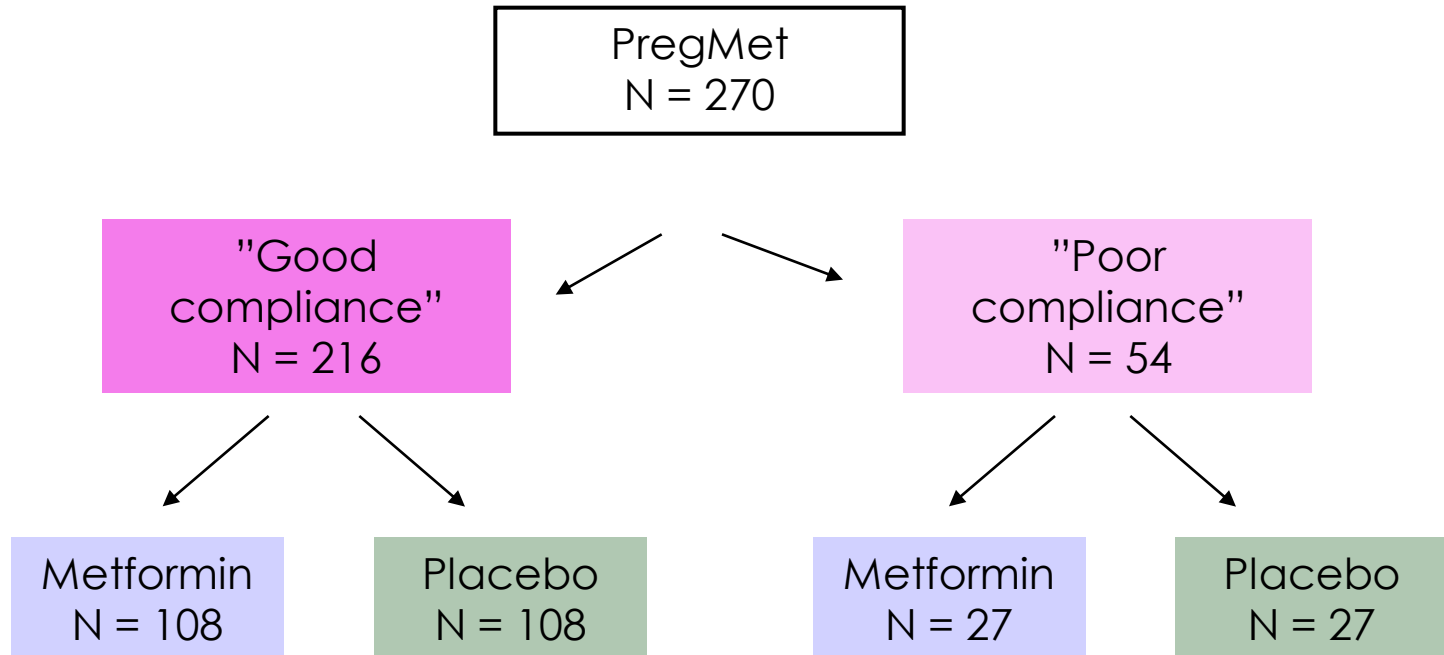 PregMet
N = 270
”Good
compliance”
N = 216
”Poor
compliance”
N = 54
Metformin
N = 108
Placebo
N = 108
Metformin
N = 27
Placebo
N = 27